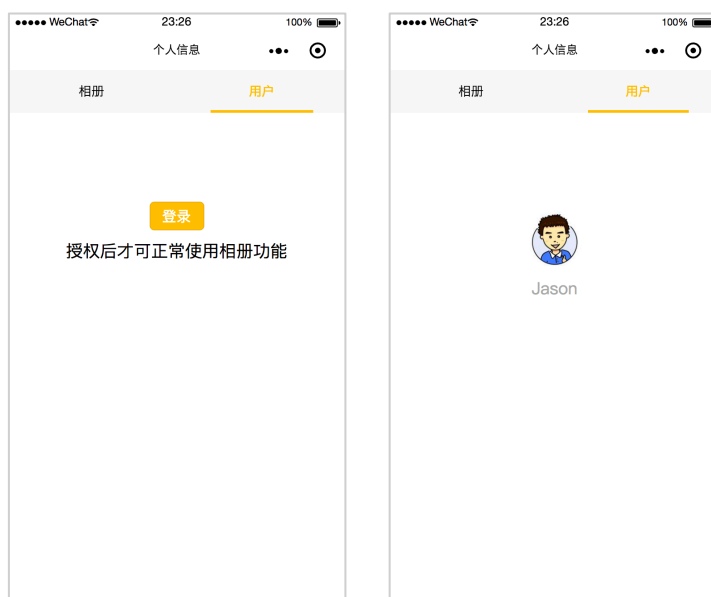 WeChat 23:26 100%
个人信息
相册 用户
登录
授权后才可正常使用相册功能
WeChat 23:26 100%
个人信息
相册 用户
Jason